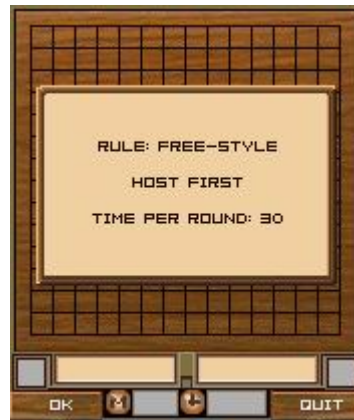 RULE: FREE-STYLE
HOST FIRST
TIME PER ROUND: 30
OK M QUIT